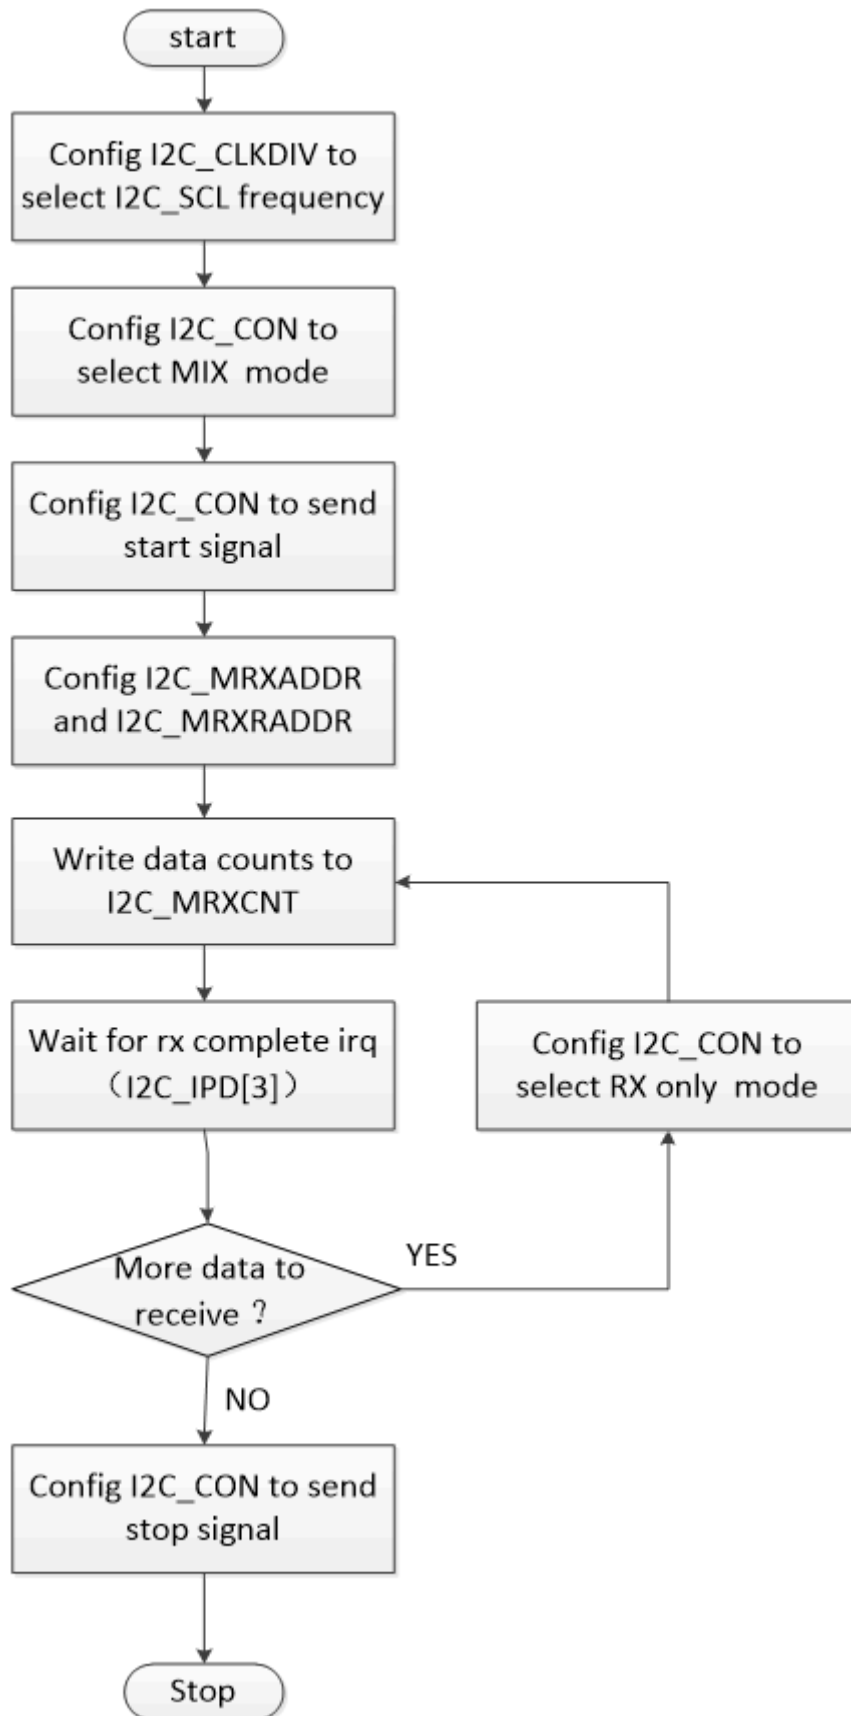 start
Config I2C_CLKDIV to
select I2C_SCL frequency
Config I2C_CON to
select MIX  mode
Config I2C_CON to send
start signal
Config I2C_MRXADDR
and I2C_MRXRADDR
Write data counts to
I2C_MRXCNT
Wait for rx complete irq
（I2C_IPD[3]）
Config I2C_CON to
select RX only  mode
More data to
receive？
YES
NO
Config I2C_CON to send
stop signal
Stop